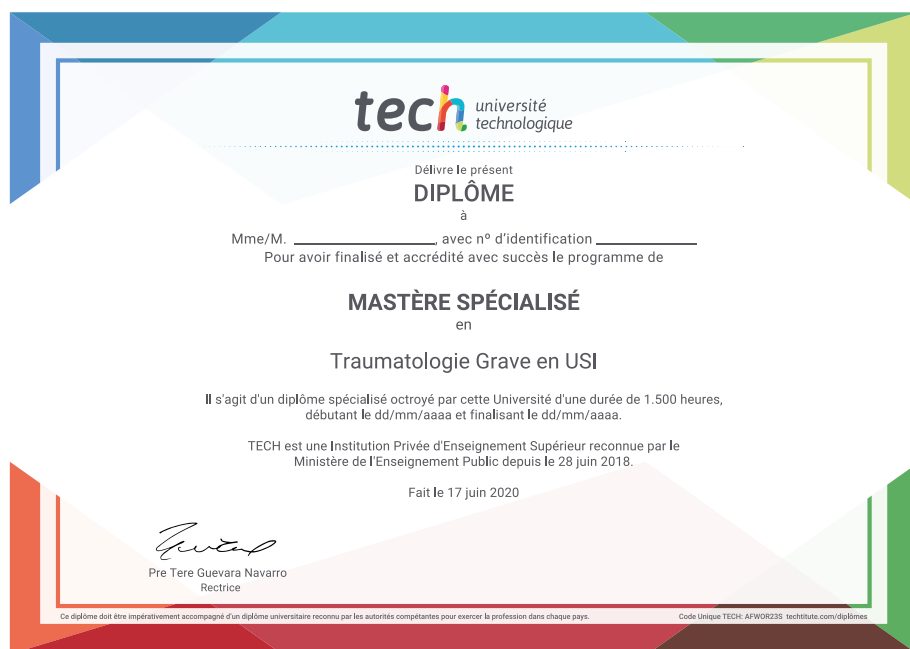 tech université
technologique
Délivre le présent
DIPLÔME
à
Mme/M. ______________, avec nº d'identification __________
Pour avoir finalisé et accrédité avec succès le programme de
MASTÈRE SPÉCIALISÉ
en
Traumatologie Grave en USI
Il s'agit d'un diplôme spécialisé octroyé par cette Université d'une durée de 1.500 heures,
débutant le dd/mm/aaaa et finalisant le dd/mm/aaaa.
TECH est une Institution Privée d'Enseignement Supérieur reconnue par le
Ministère de l'Enseignement Public depuis le 28 juin 2018.
Fait le 17 juin 2020
Pre Tere Guevara Navarro
Rectrice
Ce diplôme doit être impérativement accompagné d'un diplôme universitaire reconnu par les autorités compétantes pour exercer la profession dans chaque pays.
Code Unique TECH: AFWOR23S techtitute.com/diplômes